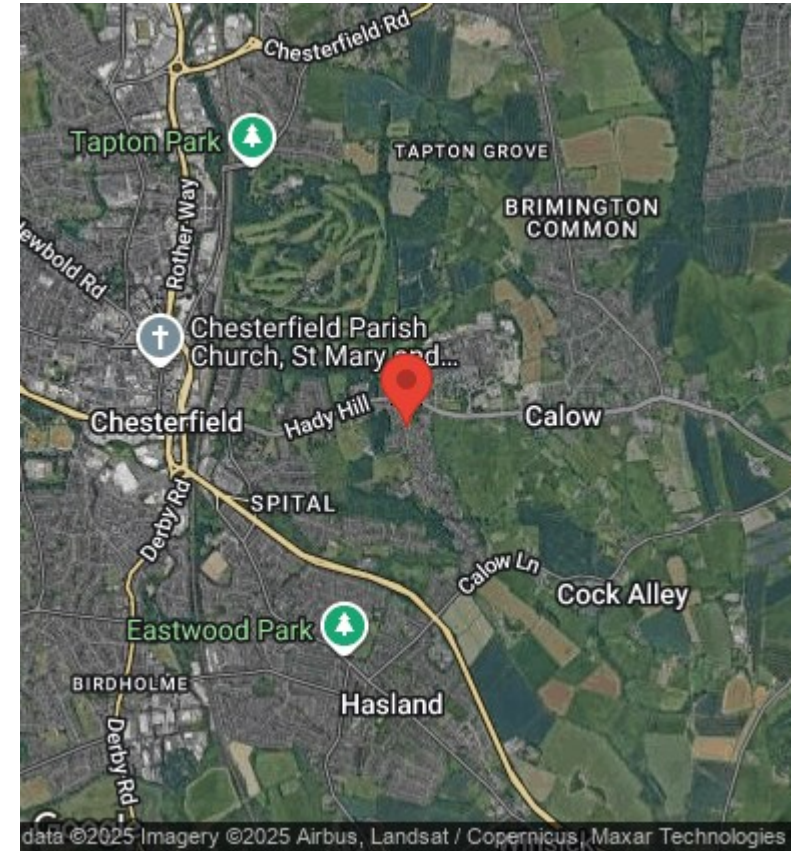 Chesterfield Rd
Tapton Park
TAPTON GROVE
BRIMINGTON
COMMON
Rother Way
ewbold Rd
Chesterfield Parish
Church, St Mary and...
Hady Hill
Chesterfield
Calow
SPITAL
Derby Rd
Calow Ln
Cock Alley
Eastwood Park
BIRDHOLME
Hasland
Derby Rd
data ©2025 Imagery ©2025 Airbus, Landsat / Copernicus, Maxar Technologies